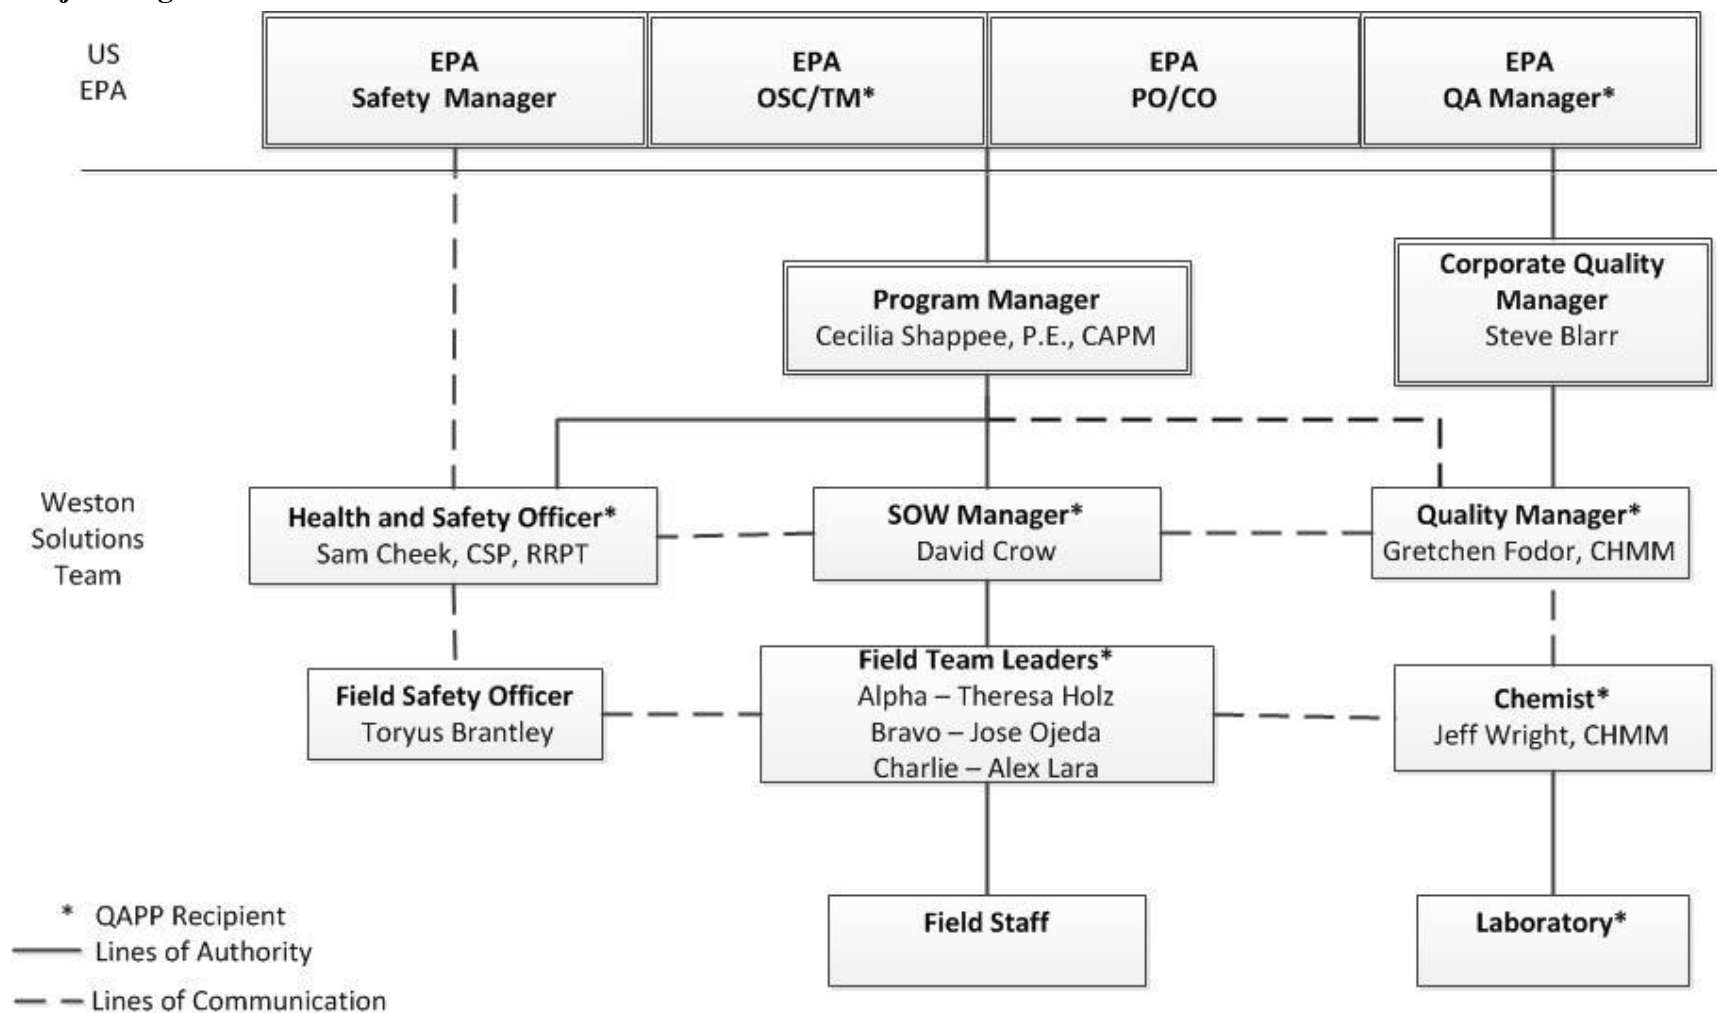 US
EPA
EPA
Safety Manager
EPA
OSC/TM*
EPA
PO/CO
EPA
QA Manager*
Program Manager
Cecilia Shappee, P.E., CAPM
Corporate Quality
Manager
Steve Blarr
Weston
Solutions
Team
Health and Safety Officer*
Sam Cheek, CSP, RRPT
SOW Manager*
David Crow
Quality Manager*
Gretchen Fodor, CHMM
Field Safety Officer
Toryus Brantley
Field Team Leaders*
Alpha – Theresa Holz
Bravo – Jose Ojeda
Charlie – Alex Lara
Chemist*
Jeff Wright, CHMM
Field Staff
Laboratory*
* QAPP Recipient
Lines of Authority
Lines of Communication